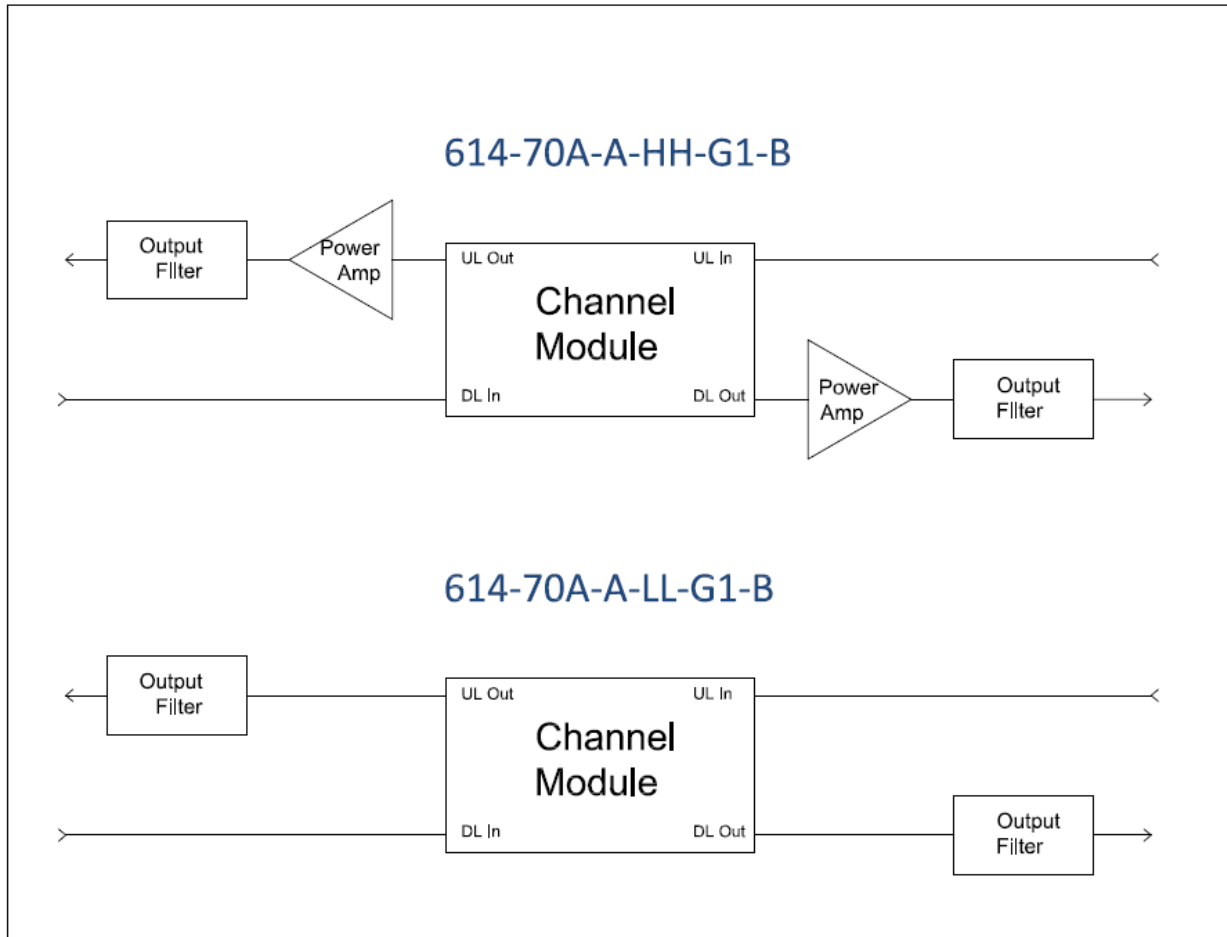 614-70A-A-HH-G1-B
Output
Filter
Power
Amp
UL Out
UL In
Channel
Module
DL In
DL Out
Power
Amp
Output
Filter
614-70A-A-LL-G1-B
Output
Filter
UL Out
UL In
Channel
Module
DL In
DL Out
Output
Filter